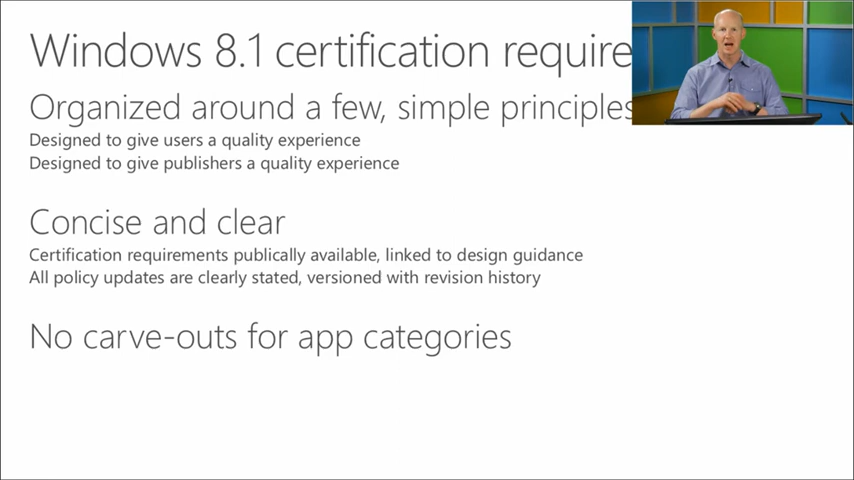 Windows 8.1 certification require
Organized around a few, simple principles
Designed to give users a quality experience
Designed to give publishers a quality experience
Concise and clear
Certification requirements publically available, linked to design guidance
All policy updates are clearly stated, versioned with revision history
No carve-outs for app categories